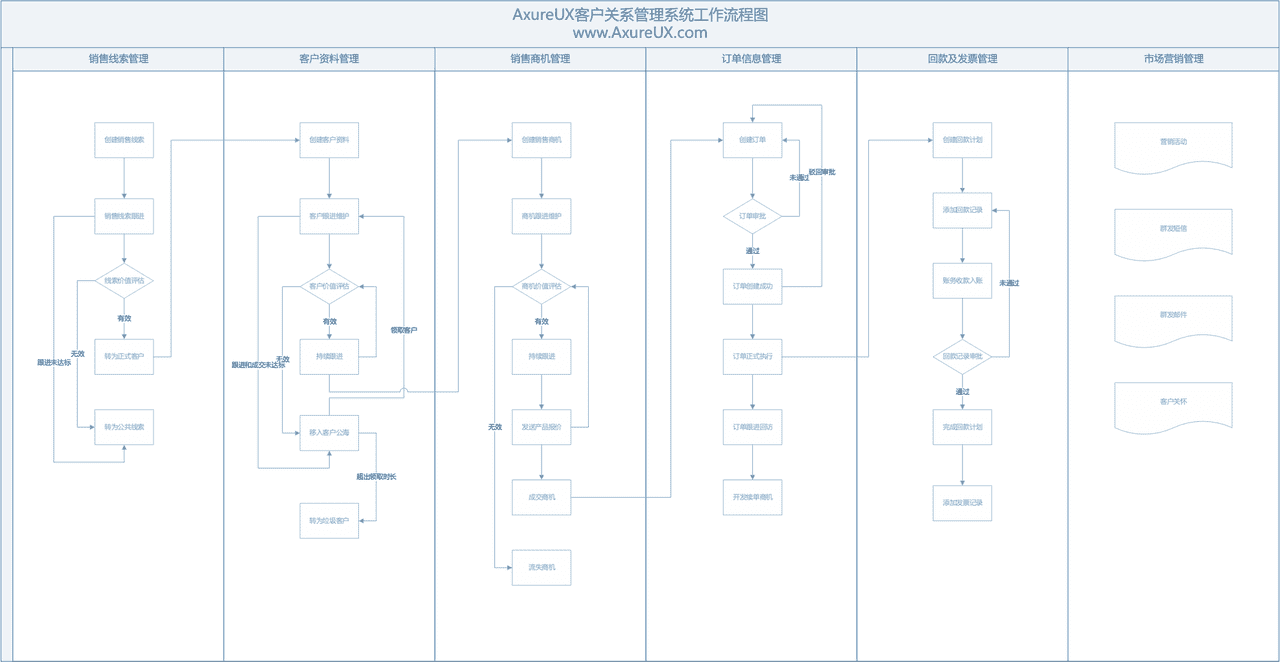 AxureUX客户关系管理系统工作流程图
www.AxureUX.com
销售线索管理
客户资料管理
销售商机管理
订单信息管理
回款及发票管理
市场营销管理
创建销售线索
销售线索跟进
线索价值评估
有效
无效
跟进未达标
转为正式客户
转为公共线索
创建客户资料
客户跟进维护
客户价值评估
有效
领取客户
无效
跟进和成交未达标
持续跟进
移入客户公海
超出领取时长
转为垃圾客户
创建销售商机
商机跟进维护
商机价值评估
有效
持续跟进
无效
发送产品报价
成交商机
流失商机
创建订单
驳回审批
未通过
订单审批
通过
订单创建成功
订单正式执行
订单跟进回访
开发接单商机
创建回款计划
添加回款记录
账务收款入账
未通过
回款记录审批
通过
完成回款计划
添加发票记录
营销活动
群发短信
群发邮件
客户关怀